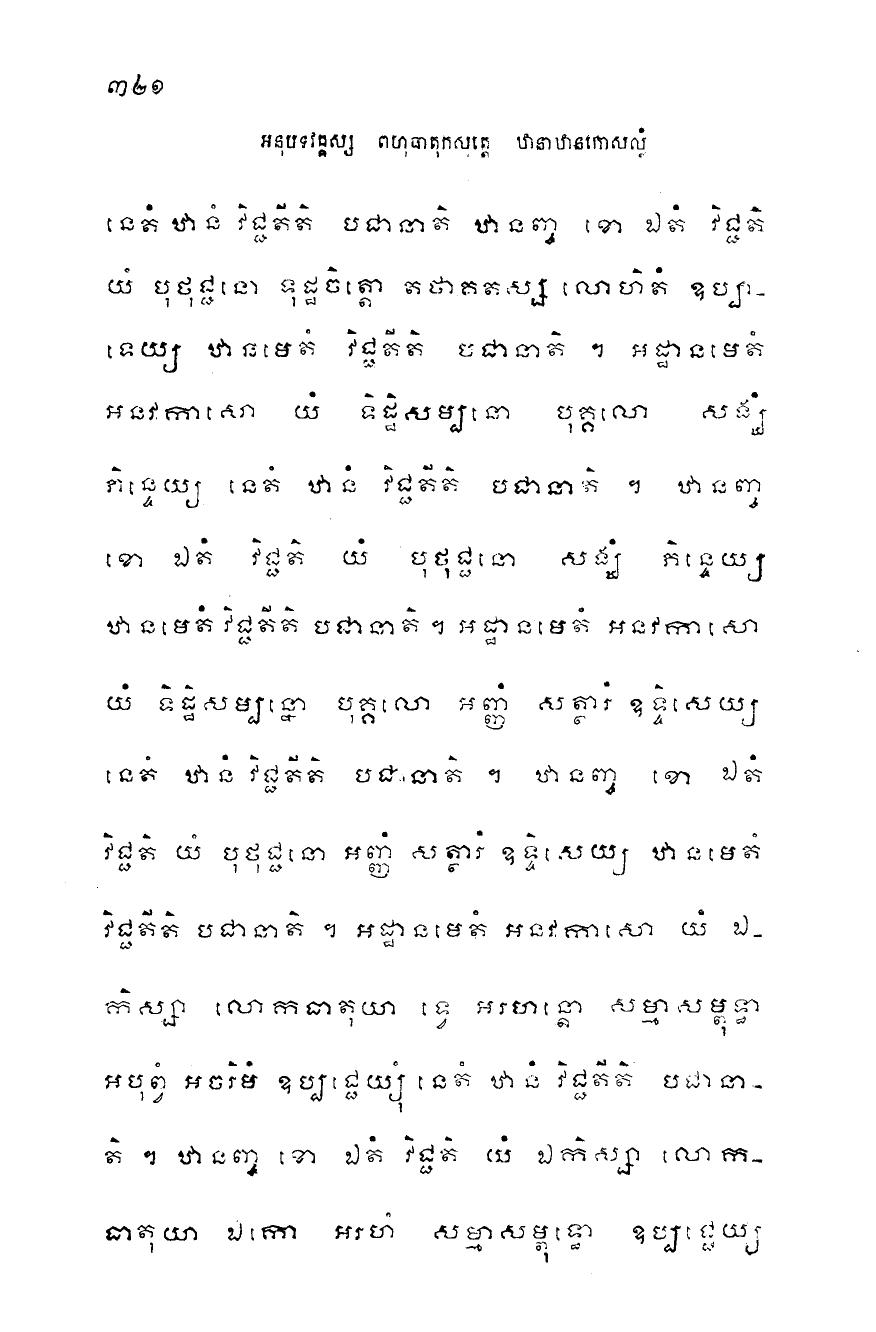 ៣៤១
អនុបទវគ្គស្ស ពហុធាតុកសុត្តេ ឋានាឋានកោសល្លំ
នេតំ ឋានំ វិជ្ជតីតិ បជានាតិ ឋានញ្ច ខោ ឯតំ វិជ្ជតិ
យំ បុថុជ្ជនោ ទុដ្ឋចិត្តោ តថាគតស្ស លោហិតំ ឧប្បា-
ទេយ្យ ឋានមេតំ វិជ្ជតីតិ បជានាតិ ។ អដ្ឋានមេតំ
អនវកាសោ យំ ទិដ្ឋិសម្បនោ បុគ្គលោ សង្ឃំ
ភិន្ទេយ្យ នេតំ ឋានំ វិជ្ជតីតិ បជានាតិ ។ ឋានញ្ច
ខោ ឯតំ វិជ្ជតិ យំ បុថុជ្ជនោ សង្ឃំ ភិន្ទេយ្យ
ឋានមេតំ វិជ្ជតីតិ បជានាតិ ។ អដ្ឋានមេតំ អនវកាសោ
យំ ទិដ្ឋិសម្បន្នោ បុគ្គលោ អញ្ញំ សត្ថារំ ឧទ្ទិសេយ្យ
នេតំ ឋានំ វិជ្ជតីតិ បជានាតិ ។ ឋានញ្ច ខោ ឯតំ
វិជ្ជតិ យំ បុថុជ្ជនោ អញ្ញំ សត្ថារំ ឧទ្ទិសេយ្យ ឋានមេតំ
វិជ្ជតីតិ បជានាតិ ។ អដ្ឋានមេតំ អនវកាសោ យំ ឯ-
កិស្សា លោកធាតុយា ទ្វេ អរហន្តោ សម្មាសម្ពុទ្ធា
អបុព្វំ អចរិមំ ឧប្បជ្ជេយ្យុំ នេតំ ឋានំ វិជ្ជតីតិ បជានា-
តិ ។ ឋានញ្ច ខោ ឯតំ វិជ្ជតិ យំ ឯកិស្សា លោក-
ធាតុយា ឯកោ អរហំ សម្មាសម្ពុទ្ធោ ឧប្បជ្ជេយ្យ